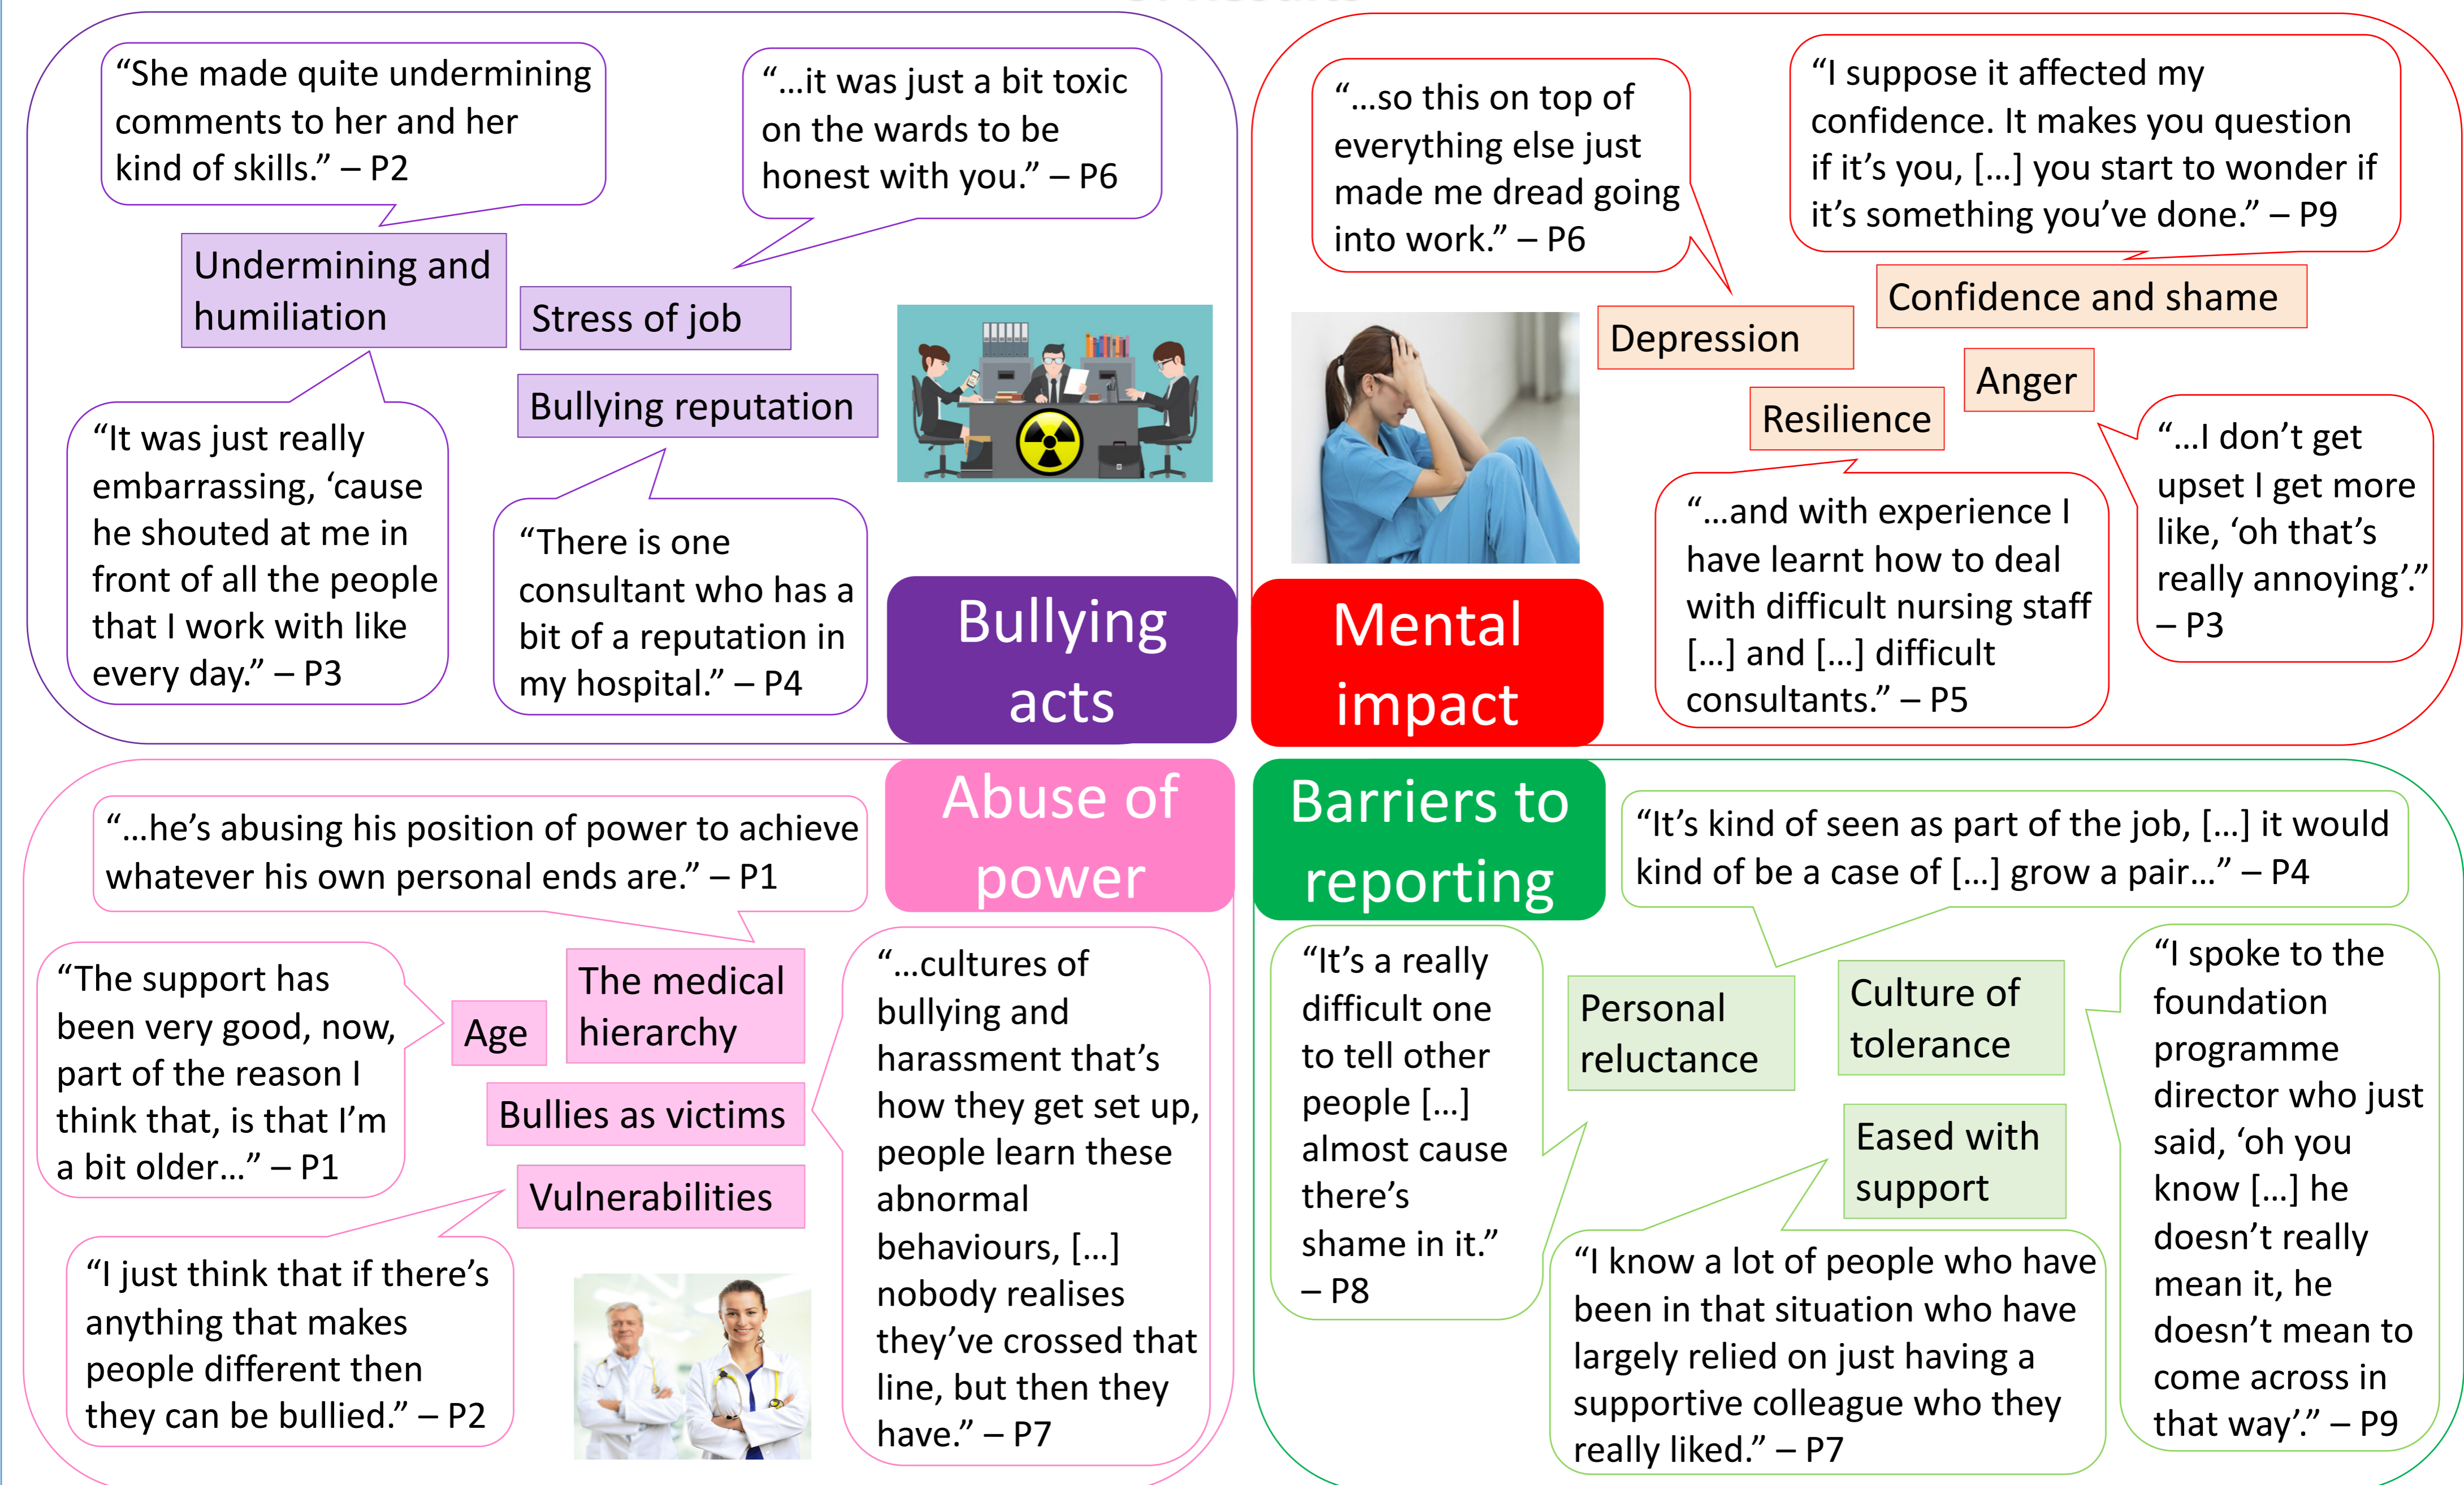 “She made quite undermining
comments to her and her
kind of skills.” – P2
“…it was just a bit toxic
on the wards to be
honest with you.” – P6
Undermining and
humiliation
Stress of job
Bullying reputation
“It was just really
embarrassing, ‘cause
he shouted at me in
front of all the people
that I work with like
every day.” – P3
“There is one
consultant who has a
bit of a reputation in
my hospital.” – P4
Bullying
acts
“…so this on top of
everything else just
made me dread going
into work.” – P6
“I suppose it affected my
confidence. It makes you question
if it’s you, […] you start to wonder if
it’s something you’ve done.” – P9
Confidence and shame
Depression
Anger
Resilience
“…and with experience I
have learnt how to deal
with difficult nursing staff
[…] and […] difficult
consultants.” – P5
“…I don’t get
upset I get more
like, ‘oh that’s
really annoying’.”
– P3
Mental
impact
Abuse of
power
“…he’s abusing his position of power to achieve
whatever his own personal ends are.” – P1
“The support has
been very good, now,
part of the reason I
think that, is that I’m
a bit older…” – P1
Age
The medical
hierarchy
Bullies as victims
Vulnerabilities
“I just think that if there’s
anything that makes
people different then
they can be bullied.” – P2
“…cultures of
bullying and
harassment that’s
how they get set up,
people learn these
abnormal
behaviours, […]
nobody realises
they’ve crossed that
line, but then they
have.” – P7
Barriers to
reporting
“It’s kind of seen as part of the job, […] it would
kind of be a case of […] grow a pair…” – P4
“It’s a really
difficult one
to tell other
people […]
almost cause
there’s
shame in it.”
– P8
Personal
reluctance
Culture of
tolerance
Eased with
support
“I know a lot of people who have
been in that situation who have
largely relied on just having a
supportive colleague who they
really liked.” – P7
“I spoke to the
foundation
programme
director who just
said, ‘oh you
know […] he
doesn’t really
mean it, he
doesn’t mean to
come across in
that way’.” – P9